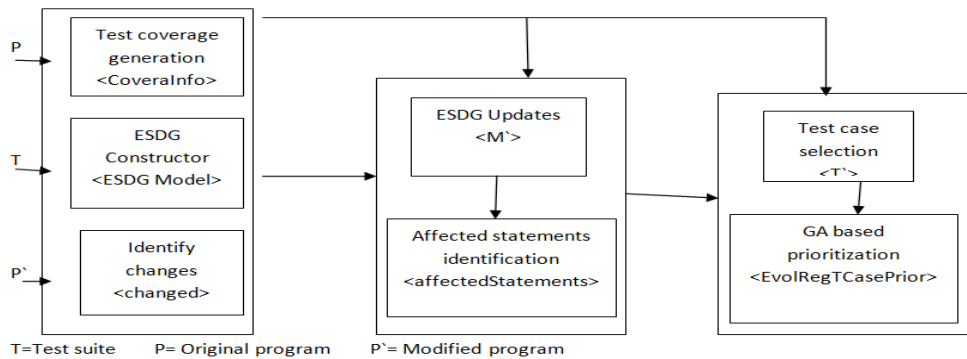 P
Test coverage
generation
<CoveraInfo>
T
ESDG
Constructor
<ESDG Model>
P`
Identify
changes
<changed>
ESDG Updates
<M`>
Affected statements
identification
<affectedStatements>
Test case
selection
<T`>
GA based
prioritization
<EvolRegTCasePrior>
T=Test suite P= Original program P`= Modified program